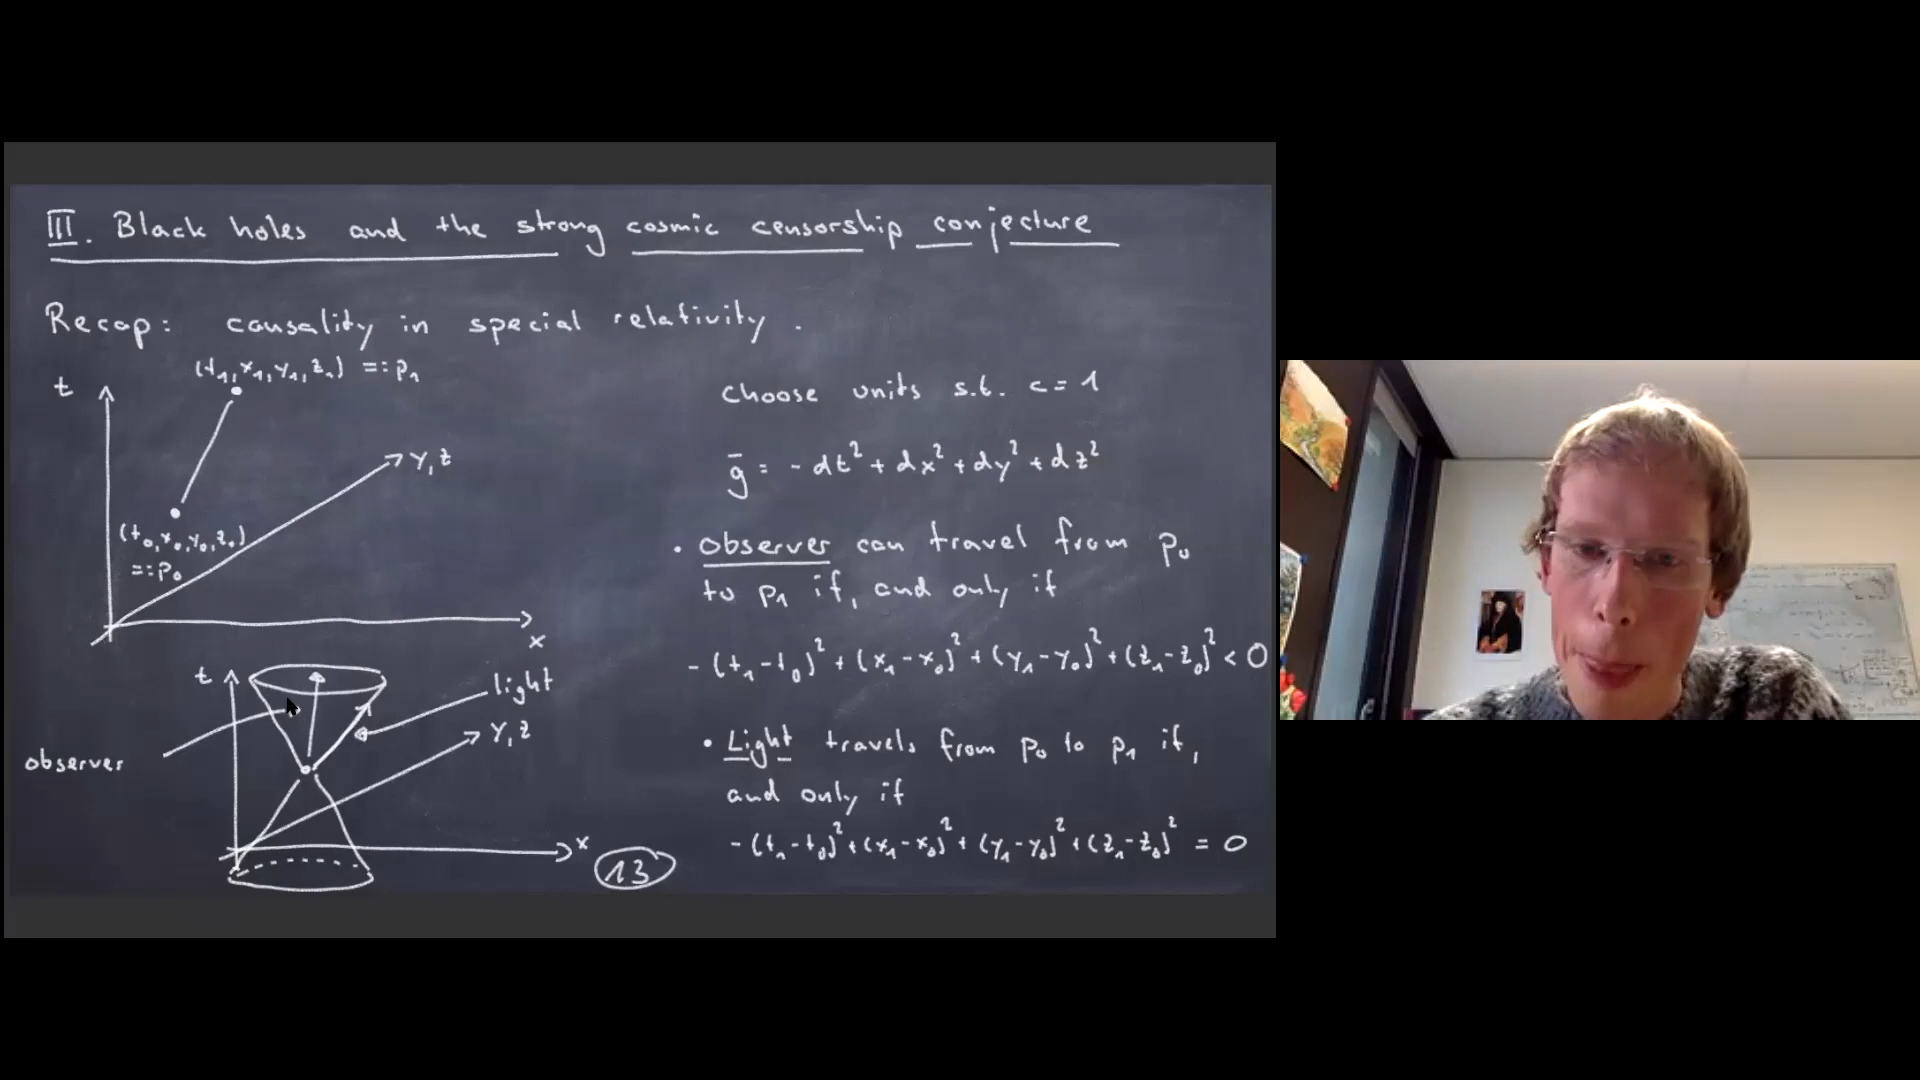 III. Black holes and the strong cosmic censorship conjecture
Recap: causality in special relativity.
(t₁, x₁, y₁, z₁) =: p₁
t
y, z
(t₀, x₀, y₀, z₀)
=: p₀
x
choose units s.t. c = 1
ḡ = - dt² + dx² + dy² + dz²
• observer can travel from p₀
to p₁ if, and only if
- (t₁ - t₀)² + (x₁ - x₀)² + (y₁ - y₀)² + (z₁ - z₀)² < 0
• Light travels from p₀ to p₁ if,
and only if
- (t₁ - t₀)² + (x₁ - x₀)² + (y₁ - y₀)² + (z₁ - z₀)² = 0
t
light
y, z
observer
x
13